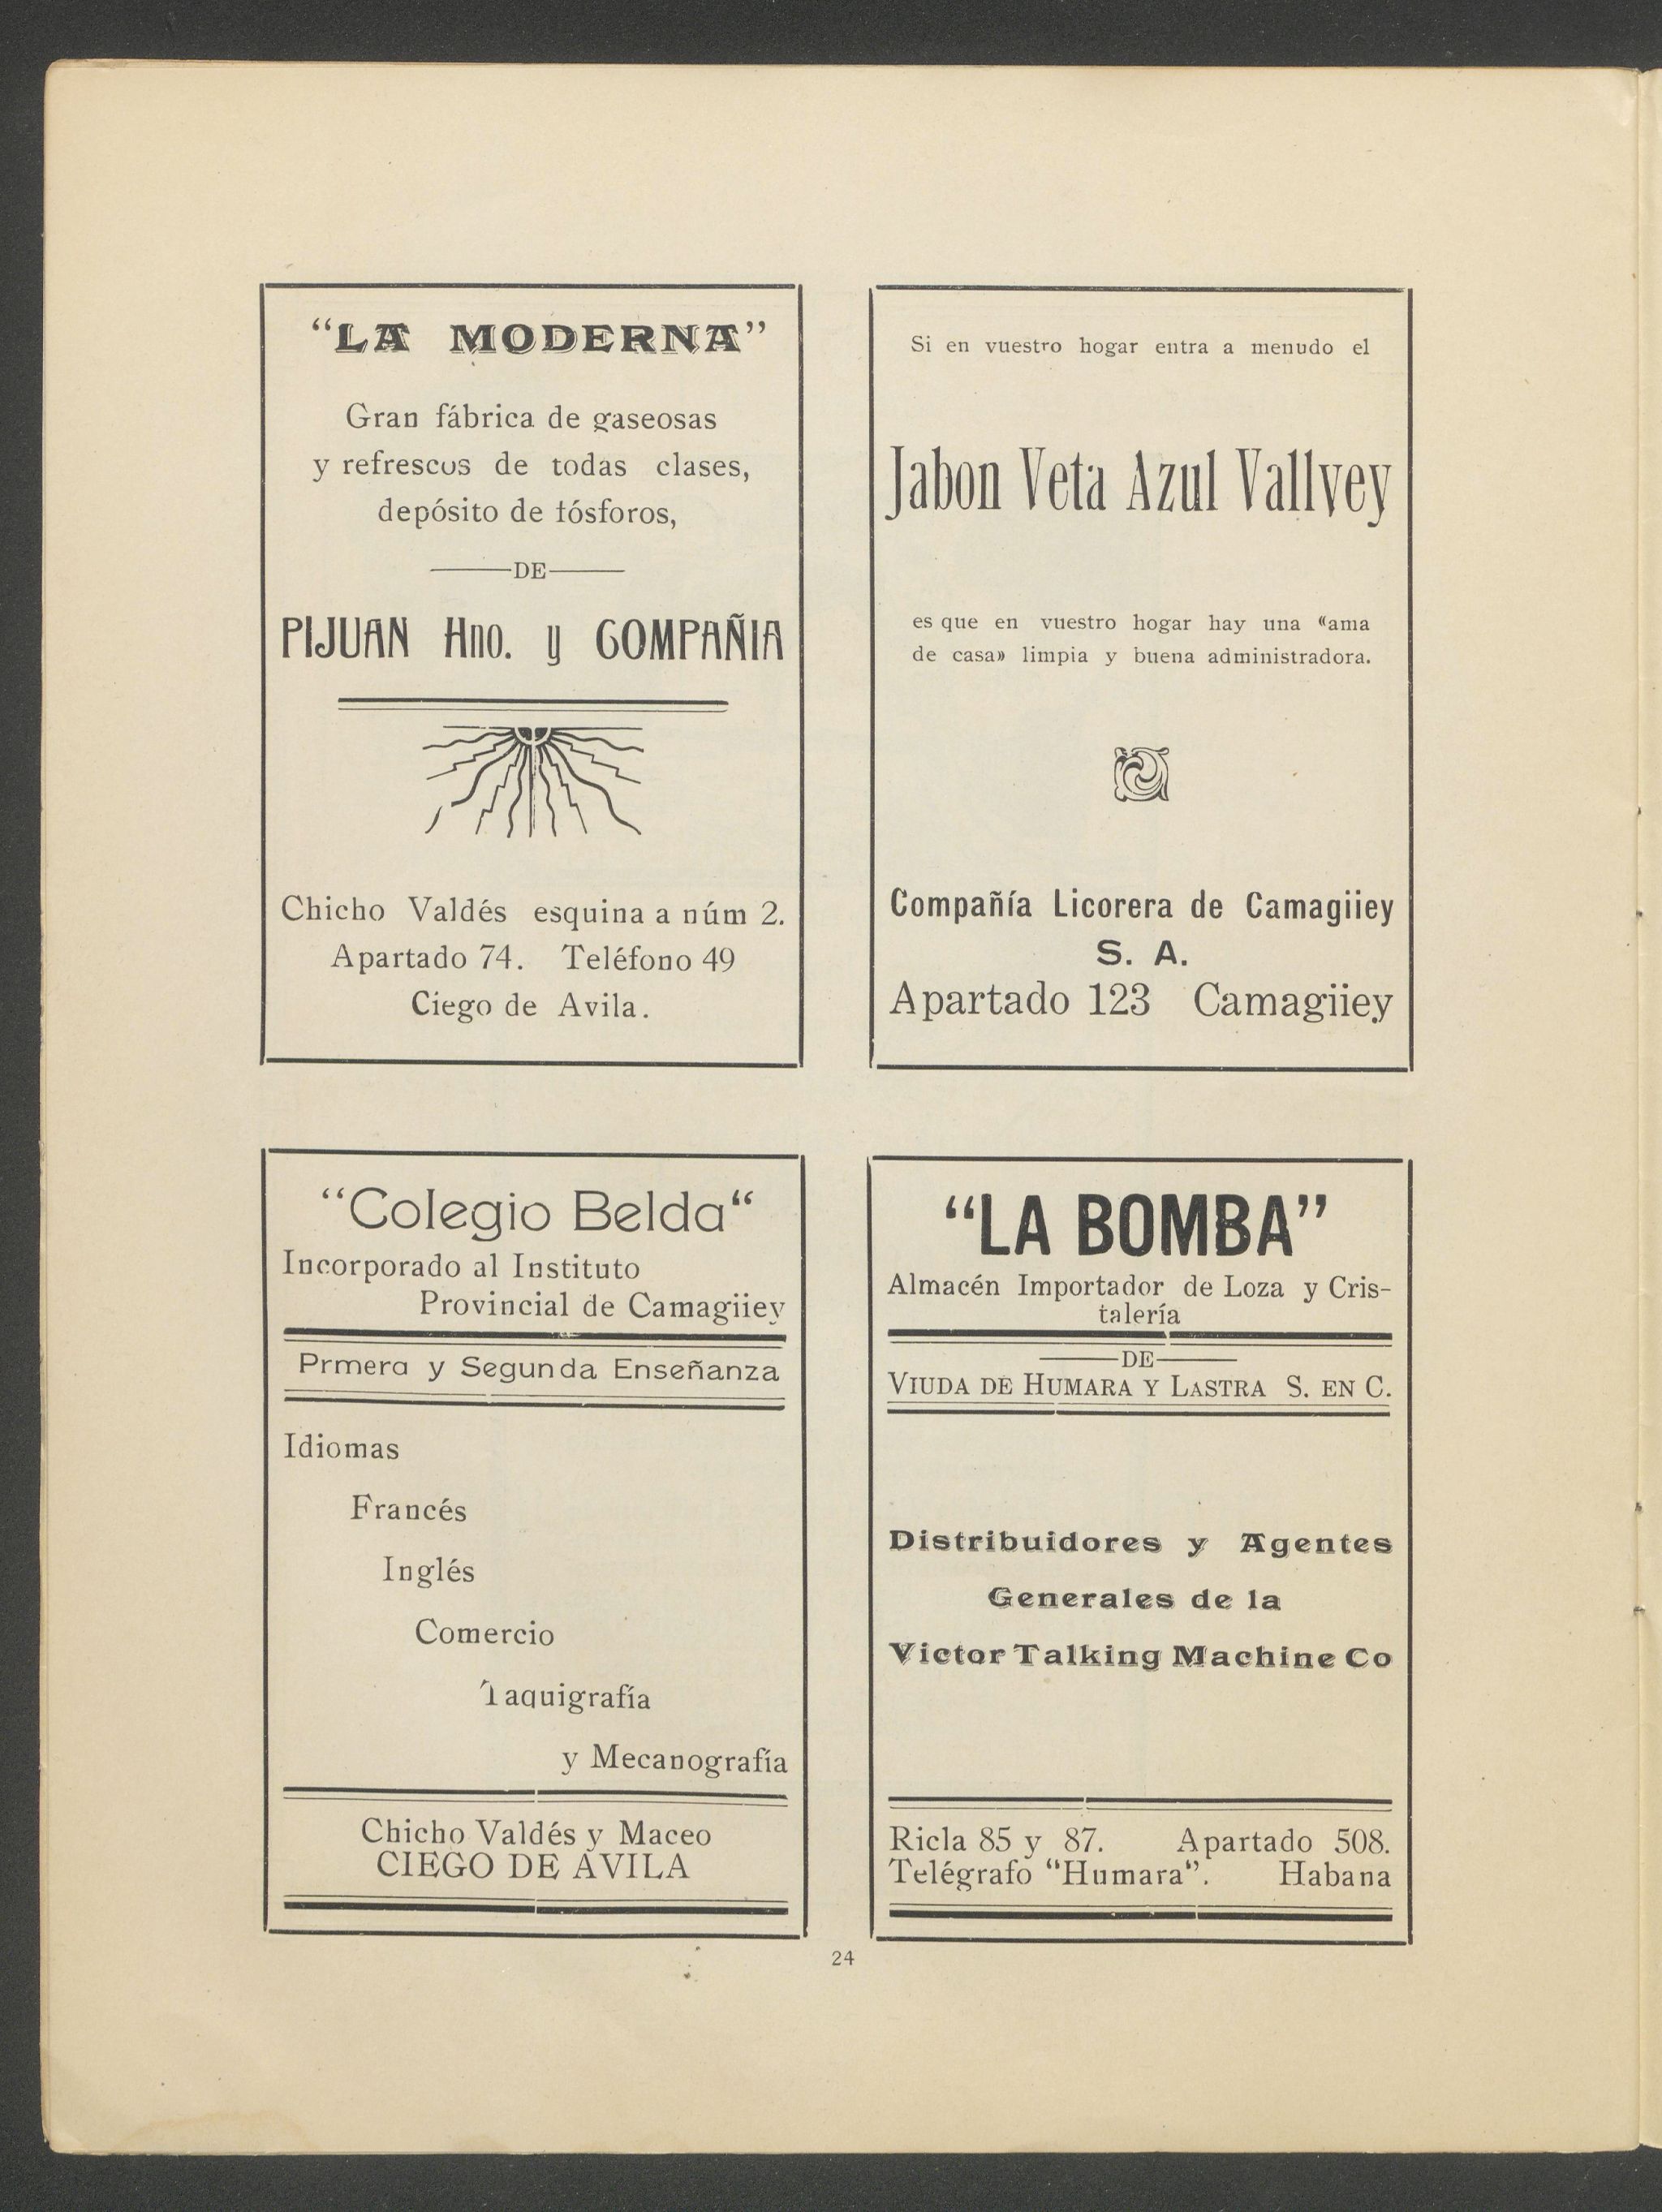 “LA MODERNA”
Gran fábrica de gaseosas
y refrescos de todas clases,
depósito de fósforos,
DE
PIJUAN Hno. y COMPAÑIA
Chicho Valdés esquina a núm 2.
Apartado 74. Teléfono 49
Ciego de Avila.
Si en vuestro hogar entra a menudo el
Jabon Veta Azul Vallvey
es que en vuestro hogar hay una «ama
de casa» limpia y buena administradora.
Compañía Licorera de Camagüey
S. A.
Apartado 123 Camagüey
“Colegio Belda“
Incorporado al Instituto
Provincial de Camagüey
Prmera y Segunda Enseñanza
Idiomas
Francés
Inglés
Comercio
Taquigrafía
y Mecanografía
Chicho Valdés y Maceo
CIEGO DE AVILA
“LA BOMBA”
Almacén Importador de Loza y Cris-
talería
DE
VIUDA DE HUMARA Y LASTRA S. EN C.
Distribuidores y Agentes
Generales de la
Victor Talking Machine Co
Ricla 85 y 87. Apartado 508.
Telégrafo “Humara“. Habana
24